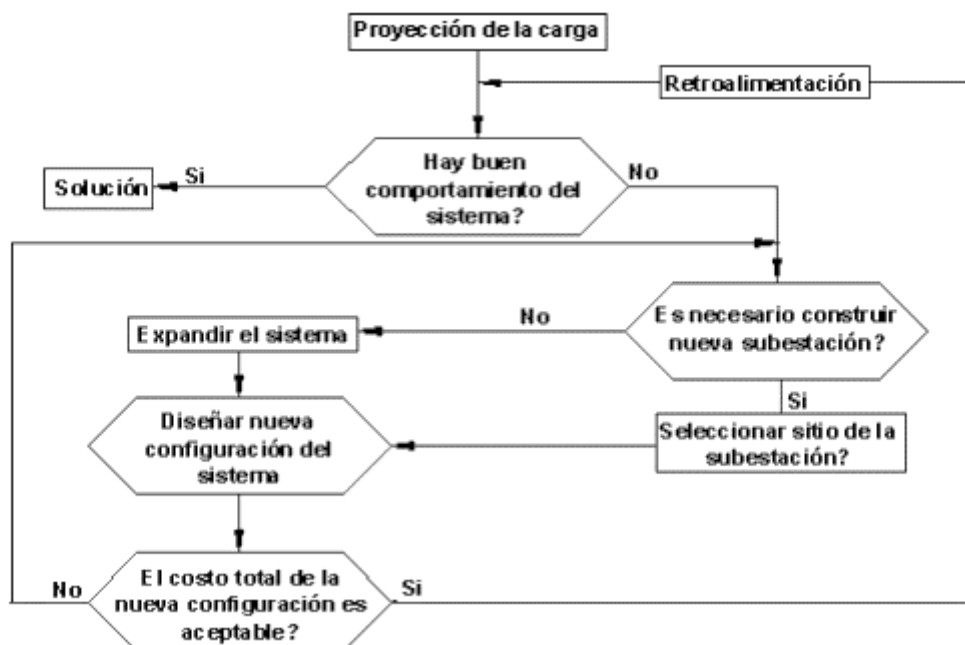 Proyección de la carga
Retroalimentación
Hay buen
comportamiento del
sistema?
Si
No
Solución
Es necesario construir
nueva subestación?
No
Expandir el sistema
Si
Diseñar nueva
configuración del
sistema
Seleccionar sitio de la
subestación?
El costo total de la
nueva configuración es
aceptable?
No
Si